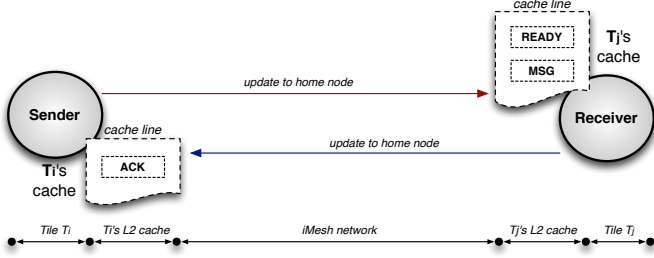 cache line
READY
MSG
Tj's
cache
update to home node
Sender
Receiver
cache line
ACK
update to home node
Ti's
cache
Tile Ti
Ti's L2 cache
iMesh network
Tj's L2 cache
Tile Tj